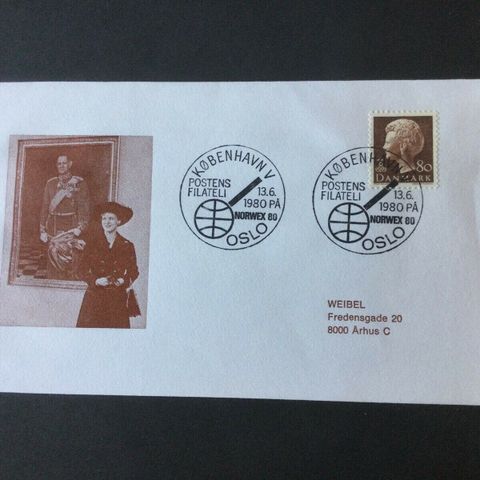 KØBENHAVN V
POSTENS
FILATELI
13.6.
1980 PÅ
NORWEX 80
OSLO
KØBENHAVN V
POSTENS
FILATELI
13.6.
1980 PÅ
NORWEX 80
OSLO
80
DANMARK
WEIBEL
Fredensgade 20
8000 Århus C